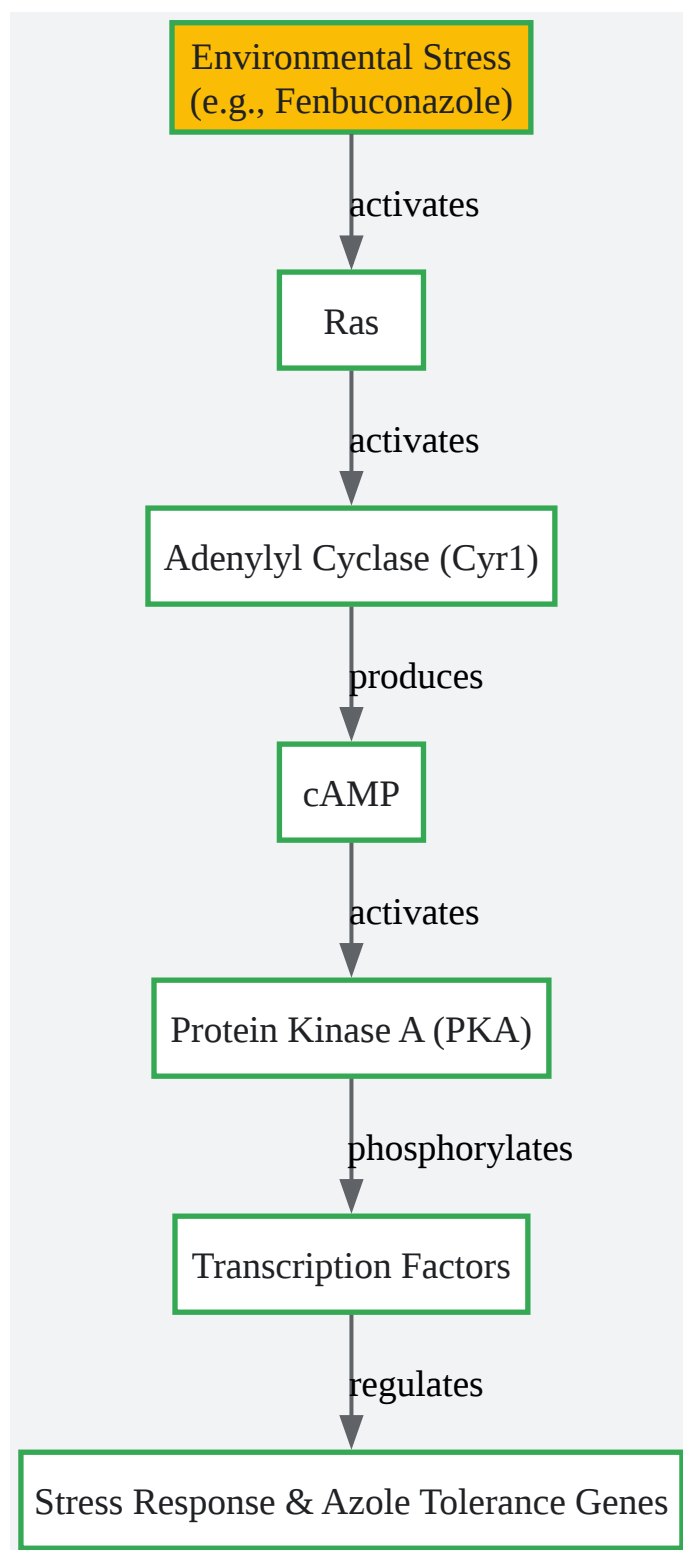 Environmental Stress
(e.g., Fenbuconazole)
activates
Ras
activates
Adenylyl Cyclase (Cyr1)
produces
cAMP
activates
Protein Kinase A (PKA)
phosphorylates
Transcription Factors
regulates
Stress Response & Azole Tolerance Genes